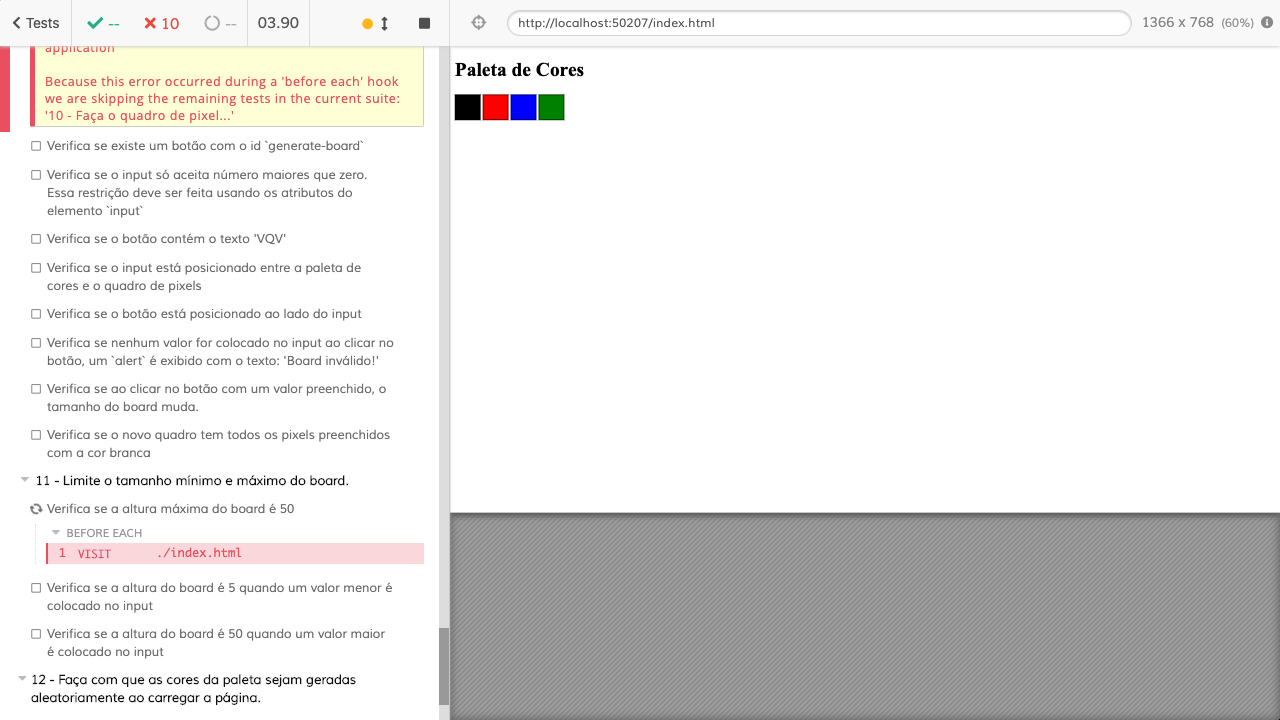 Tests
--
10
--
03.90
http://localhost:50207/index.html
1366 x 768 (60%)
application
Because this error occurred during a 'before each' hook
we are skipping the remaining tests in the current suite:
'10 - Faça o quadro de pixel...'
Verifica se existe um botão com o id `generate-board`
Verifica se o input só aceita número maiores que zero.
Essa restrição deve ser feita usando os atributos do
elemento `input`
Verifica se o botão contém o texto 'VQV'
Verifica se o input está posicionado entre a paleta de
cores e o quadro de pixels
Verifica se o botão está posicionado ao lado do input
Verifica se nenhum valor for colocado no input ao clicar no
botão, um `alert` é exibido com o texto: 'Board inválido!'
Verifica se ao clicar no botão com um valor preenchido, o
tamanho do board muda.
Verifica se o novo quadro tem todos os pixels preenchidos
com a cor branca
11 - Limite o tamanho mínimo e máximo do board.
Verifica se a altura máxima do board é 50
BEFORE EACH
1 VISIT ./index.html
Verifica se a altura do board é 5 quando um valor menor é
colocado no input
Verifica se a altura do board é 50 quando um valor maior
é colocado no input
12 - Faça com que as cores da paleta sejam geradas
aleatoriamente ao carregar a página.
Paleta de Cores